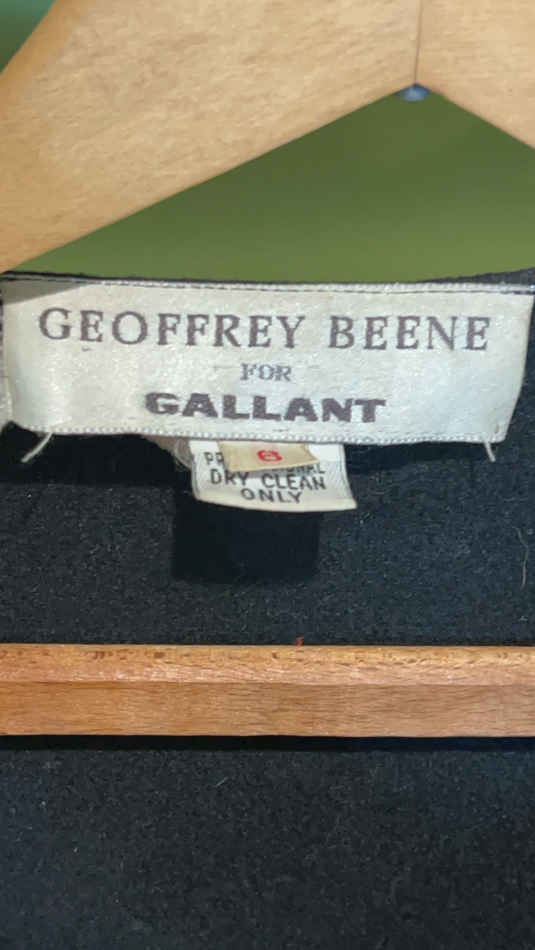 GEOFFREY BEENE
FOR
GALLANT
6
DRY CLEAN
ONLY